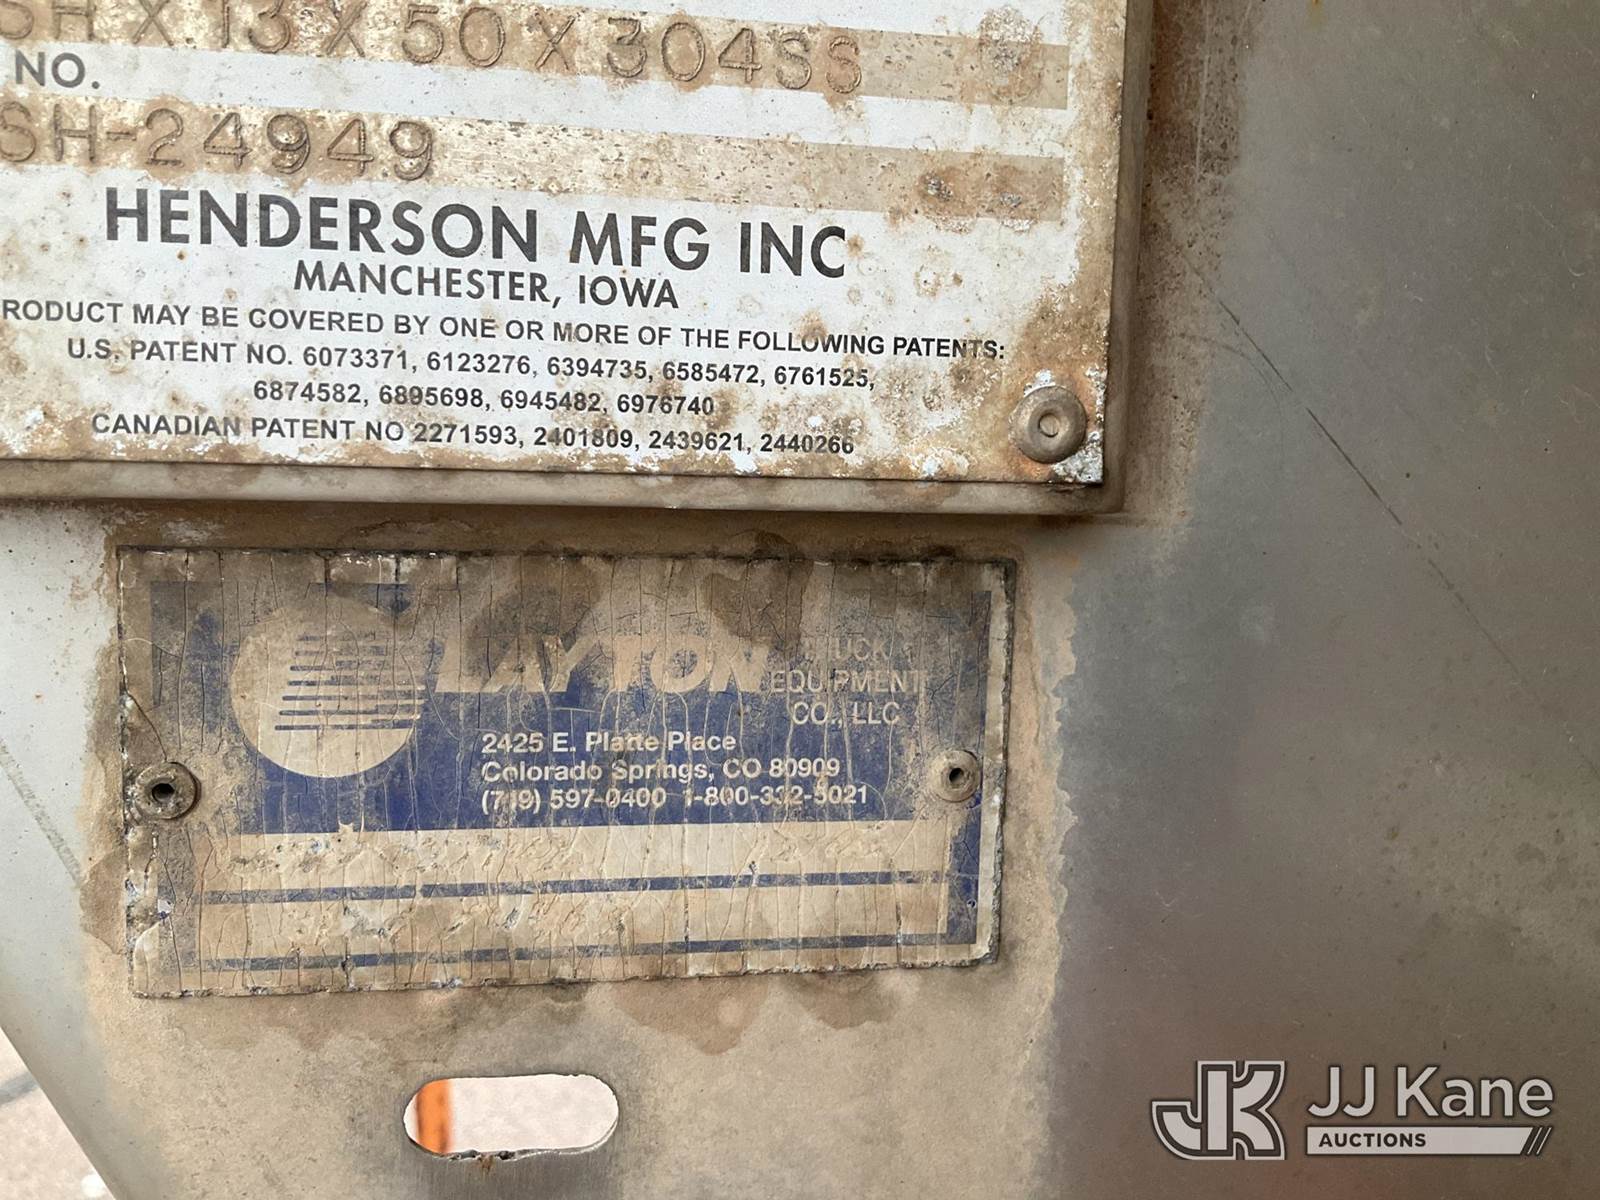 SH X 13 X 50 X 304SS
NO.
SH-24949
HENDERSON MFG INC
MANCHESTER, IOWA
RODUCT MAY BE COVERED BY ONE OR MORE OF THE FOLLOWING PATENTS:
U.S. PATENT NO. 6073371, 6123276, 6394735, 6585472, 6761525,
6874582, 6895698, 6945482, 6976740
CANADIAN PATENT NO 2271593, 2401809, 2439621, 2440266
LAYTON TRUCK
EQUIPMENT
CO., LLC
2425 E. Platte Place
Colorado Springs, CO 80909
(719) 597-0400 1-800-332-5021
JK JJ Kane
AUCTIONS